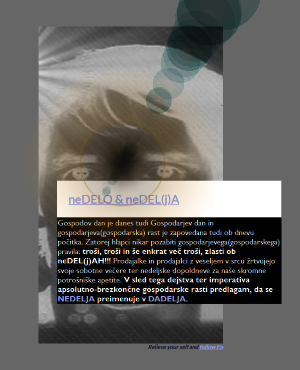 neDELO & neDEL(j)A
Gospodov dan je danes tudi Gospodarjev dan in
gospodarjeva(gospodarska) rast je zapovedana tudi ob dnevu
počitka. Zatorej hlapci nikar pozabiti gospodarjevega(gospodarskega)
pravila: troši, troši in še enkrat več troši, zlasti ob
neDEL(j)AH!!! Prodajalke in prodajalci z veseljem v srcu žrtvujejo
svoje sobotne večere ter nedeljske dopoldneve za naše skromne
potrošniške apetite. V sled tega dejstva ter imperativa
apsolutno-brezkončne gospodarske rasti predlagam, da se
NEDELJA preimenuje v DADELJA.
Relieve your self and follow Us